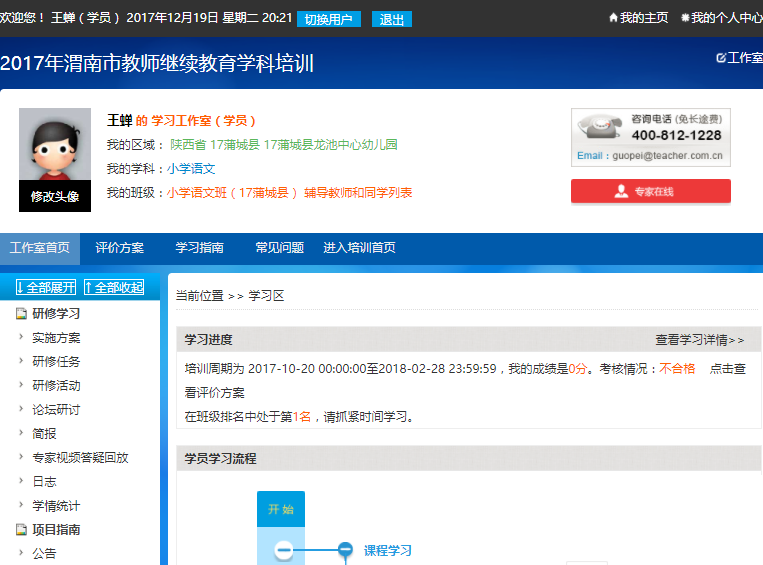 欢迎您！ 王蝉（学员） 2017年12月19日 星期二 20:21 切换用户 退出 我的主页 我的个人中心
2017年渭南市教师继续教育学科培训 工作室
王蝉 的 学习工作室（学员）
我的区域： 陕西省 17蒲城县 17蒲城县龙池中心幼儿园
我的学科：小学语文
我的班级：小学语文班（17蒲城县） 辅导教师和同学列表
修改头像
咨询电话 (免长途费)
400-812-1228
Email：guopei@teacher.com.cn
专家在线
工作室首页 评价方案 学习指南 常见问题 进入培训首页
↓全部展开 ↑全部收起
研修学习
实施方案
研修任务
研修活动
论坛研讨
简报
专家视频答疑回放
日志
学情统计
项目指南
公告
当前位置 >> 学习区
学习进度 查看学习详情>>
培训周期为 2017-10-20 00:00:00至2018-02-28 23:59:59，我的成绩是0分。考核情况：不合格 点击查
看评价方案
在班级排名中处于第1名，请抓紧时间学习。
学员学习流程
开 始
课程学习